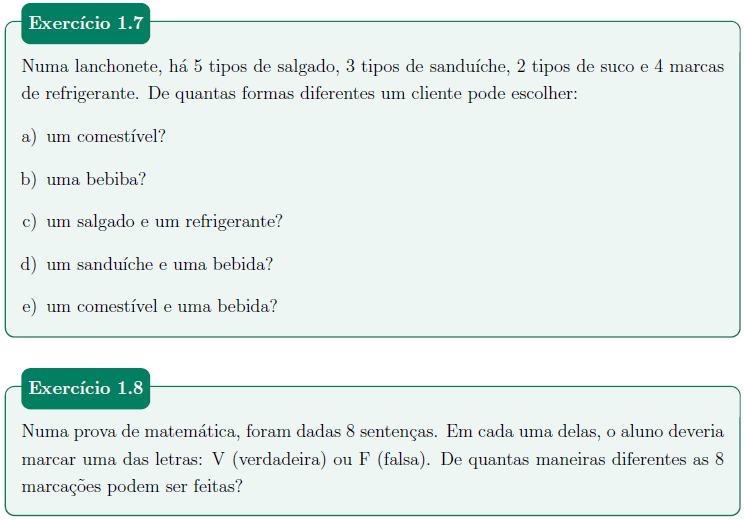 Exercício 1.7
Numa lanchonete, há 5 tipos de salgado, 3 tipos de sanduíche, 2 tipos de suco e 4 marcas
de refrigerante. De quantas formas diferentes um cliente pode escolher:
a) um comestível?
b) uma bebiba?
c) um salgado e um refrigerante?
d) um sanduíche e uma bebida?
e) um comestível e uma bebida?
Exercício 1.8
Numa prova de matemática, foram dadas 8 sentenças. Em cada uma delas, o aluno deveria
marcar uma das letras: V (verdadeira) ou F (falsa). De quantas maneiras diferentes as 8
marcações podem ser feitas?